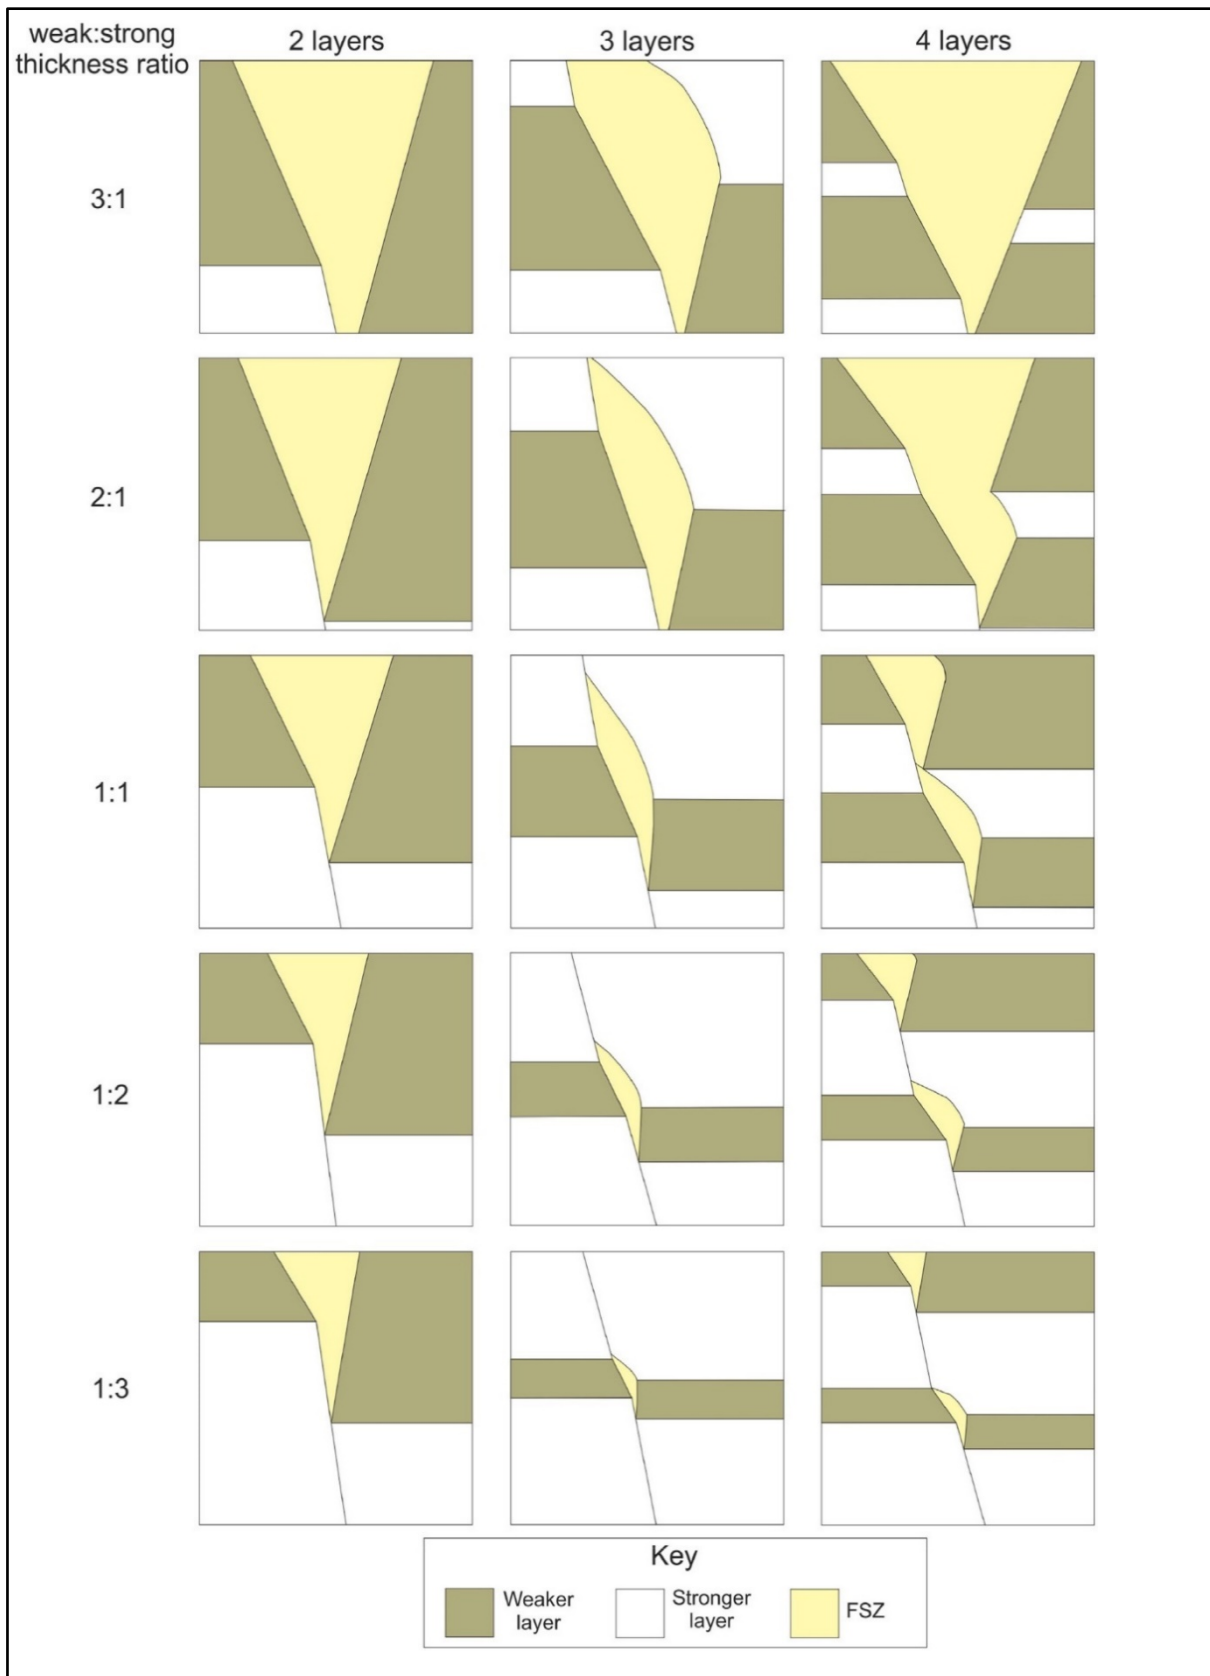 weak:strong
thickness ratio
2 layers
3 layers
4 layers
3:1
2:1
1:1
1:2
1:3
Key
Weaker
layer
Stronger
layer
FSZ